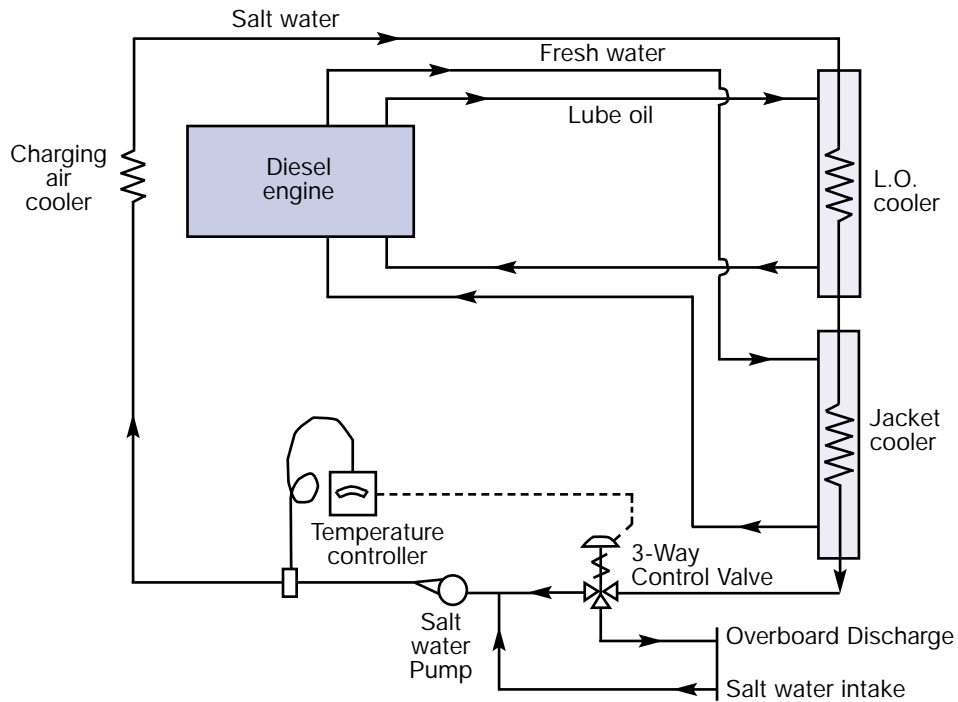 Salt water
Fresh water
Lube oil
Charging
air
cooler
Diesel
engine
L.O.
cooler
Jacket
cooler
Temperature
controller
3-Way
Control Valve
Salt
water
Pump
Overboard Discharge
Salt water intake